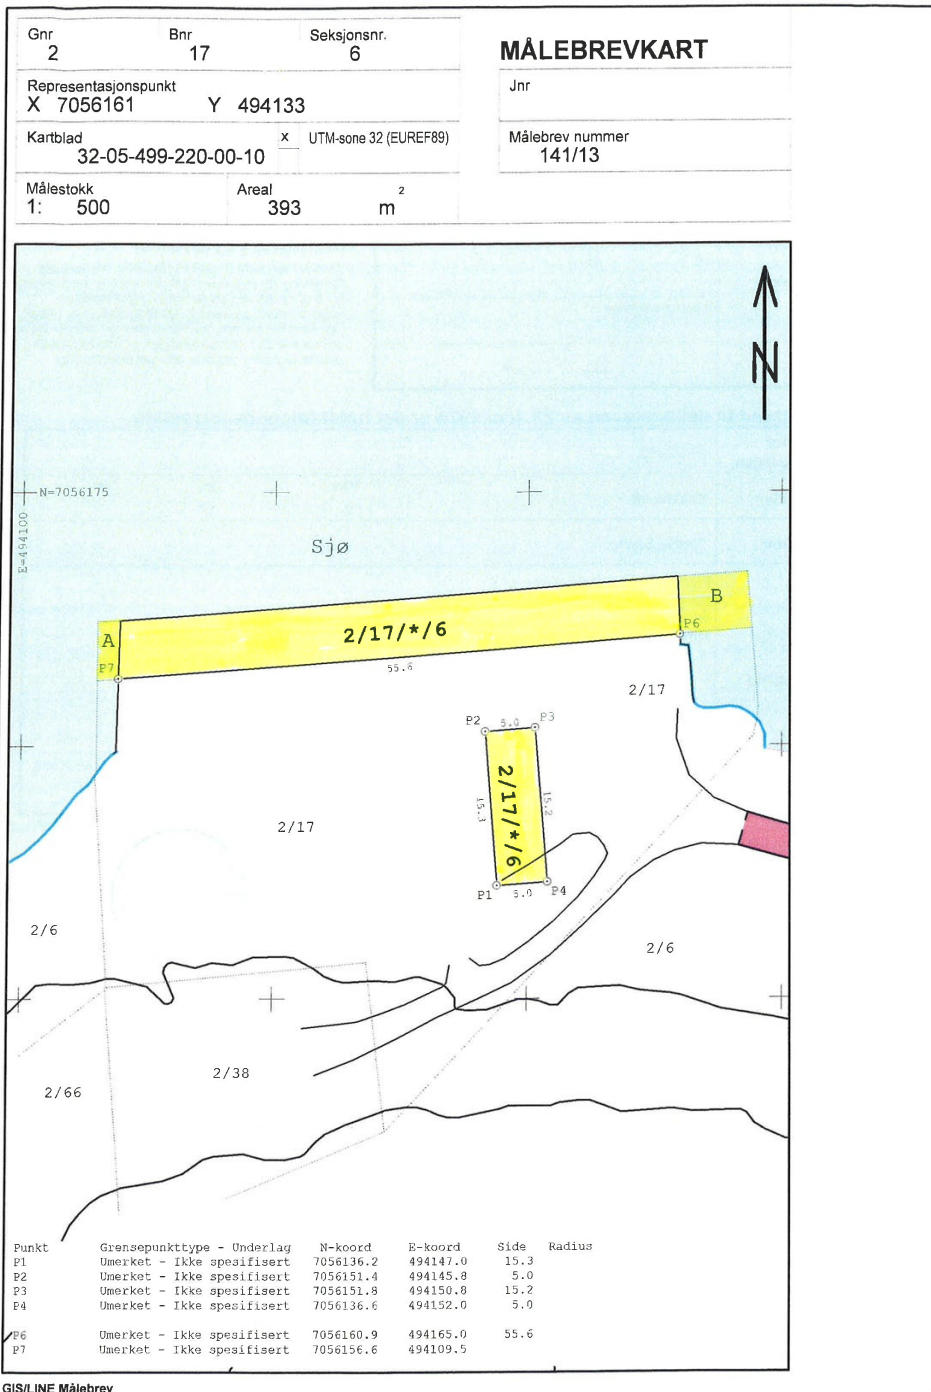 Gnr Bnr Seksjonsnr.
2 17 6
MÅLEBREVKART
Representasjonspunkt
X 7056161 Y 494133
Jnr
Kartblad x UTM-sone 32 (EUREF89)
32-05-499-220-00-10
Målebrev nummer
141/13
Målestokk Areal 2
1: 500 393 m
N
N=7056175
E=494100
Sjø
B
A
2/17/*/6
P6
P7
55.6
2/17
P2 5.0 P3
2/17/*/6
15.3
15.2
2/17
P1 5.0 P4
2/6
2/6
2/38
2/66
Punkt Grensepunkttype - Underlag N-koord E-koord Side Radius
P1 Umerket - Ikke spesifisert 7056136.2 494147.0 15.3
P2 Umerket - Ikke spesifisert 7056151.4 494145.8 5.0
P3 Umerket - Ikke spesifisert 7056151.8 494150.8 15.2
P4 Umerket - Ikke spesifisert 7056136.6 494152.0 5.0
P6 Umerket - Ikke spesifisert 7056160.9 494165.0 55.6
P7 Umerket - Ikke spesifisert 7056156.6 494109.5
GIS/LINE Målebrev